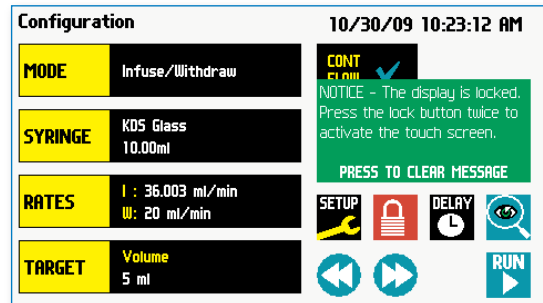 Configuration
10/30/09 10:23:12 AM
MODE
Infuse/Withdraw
SYRINGE
KDS Glass
10.00ml
RATES
I : 36.003 ml/min
W: 20 ml/min
TARGET
Volume
5 ml
CONT
FLOW
NOTICE - The display is locked.
Press the lock button twice to
activate the touch screen.
PRESS TO CLEAR MESSAGE
SETUP
DELAY
RUN